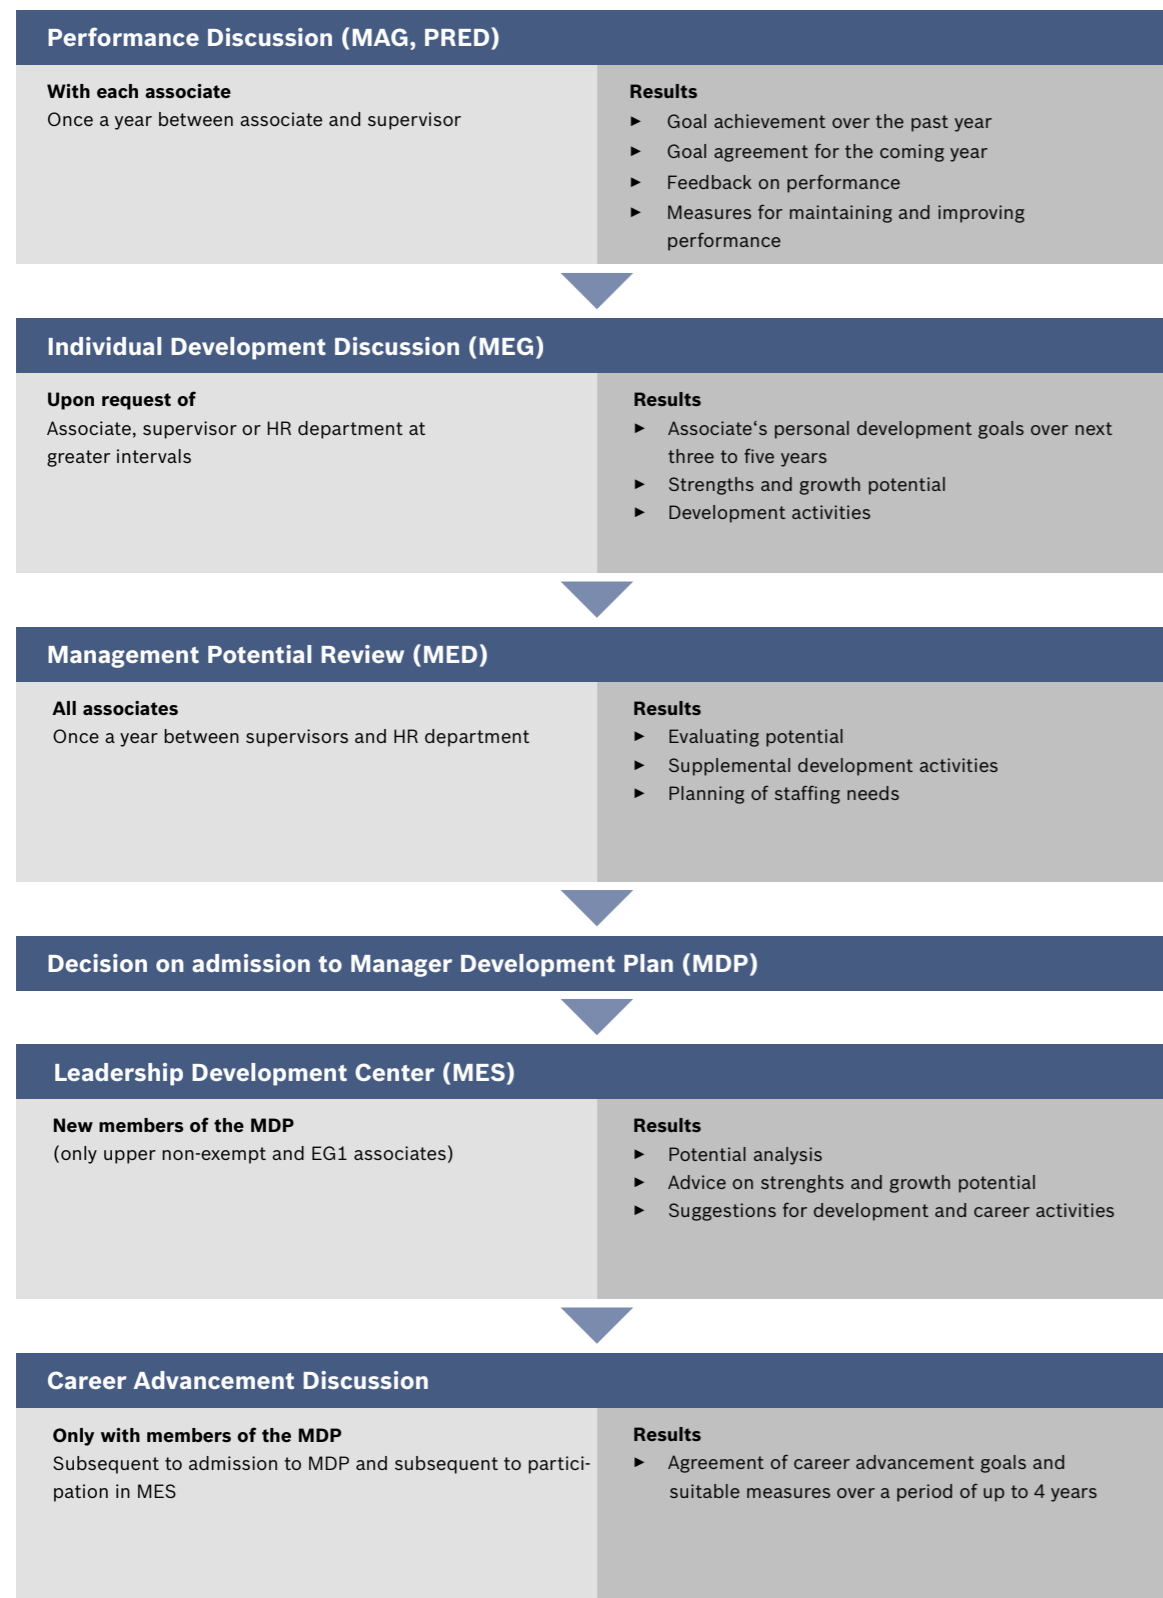 Performance Discussion (MAG, PRED)
With each associate
Once a year between associate and supervisor
Results
► Goal achievement over the past year
► Goal agreement for the coming year
► Feedback on performance
► Measures for maintaining and improving
performance
Individual Development Discussion (MEG)
Upon request of
Associate, supervisor or HR department at
greater intervals
Results
► Associate‘s personal development goals over next
three to five years
► Strengths and growth potential
► Development activities
Management Potential Review (MED)
All associates
Once a year between supervisors and HR department
Results
► Evaluating potential
► Supplemental development activities
► Planning of staffing needs
Decision on admission to Manager Development Plan (MDP)
Leadership Development Center (MES)
New members of the MDP
(only upper non-exempt and EG1 associates)
Results
► Potential analysis
► Advice on strenghts and growth potential
► Suggestions for development and career activities
Career Advancement Discussion
Only with members of the MDP
Subsequent to admission to MDP and subsequent to partici-
pation in MES
Results
► Agreement of career advancement goals and
suitable measures over a period of up to 4 years